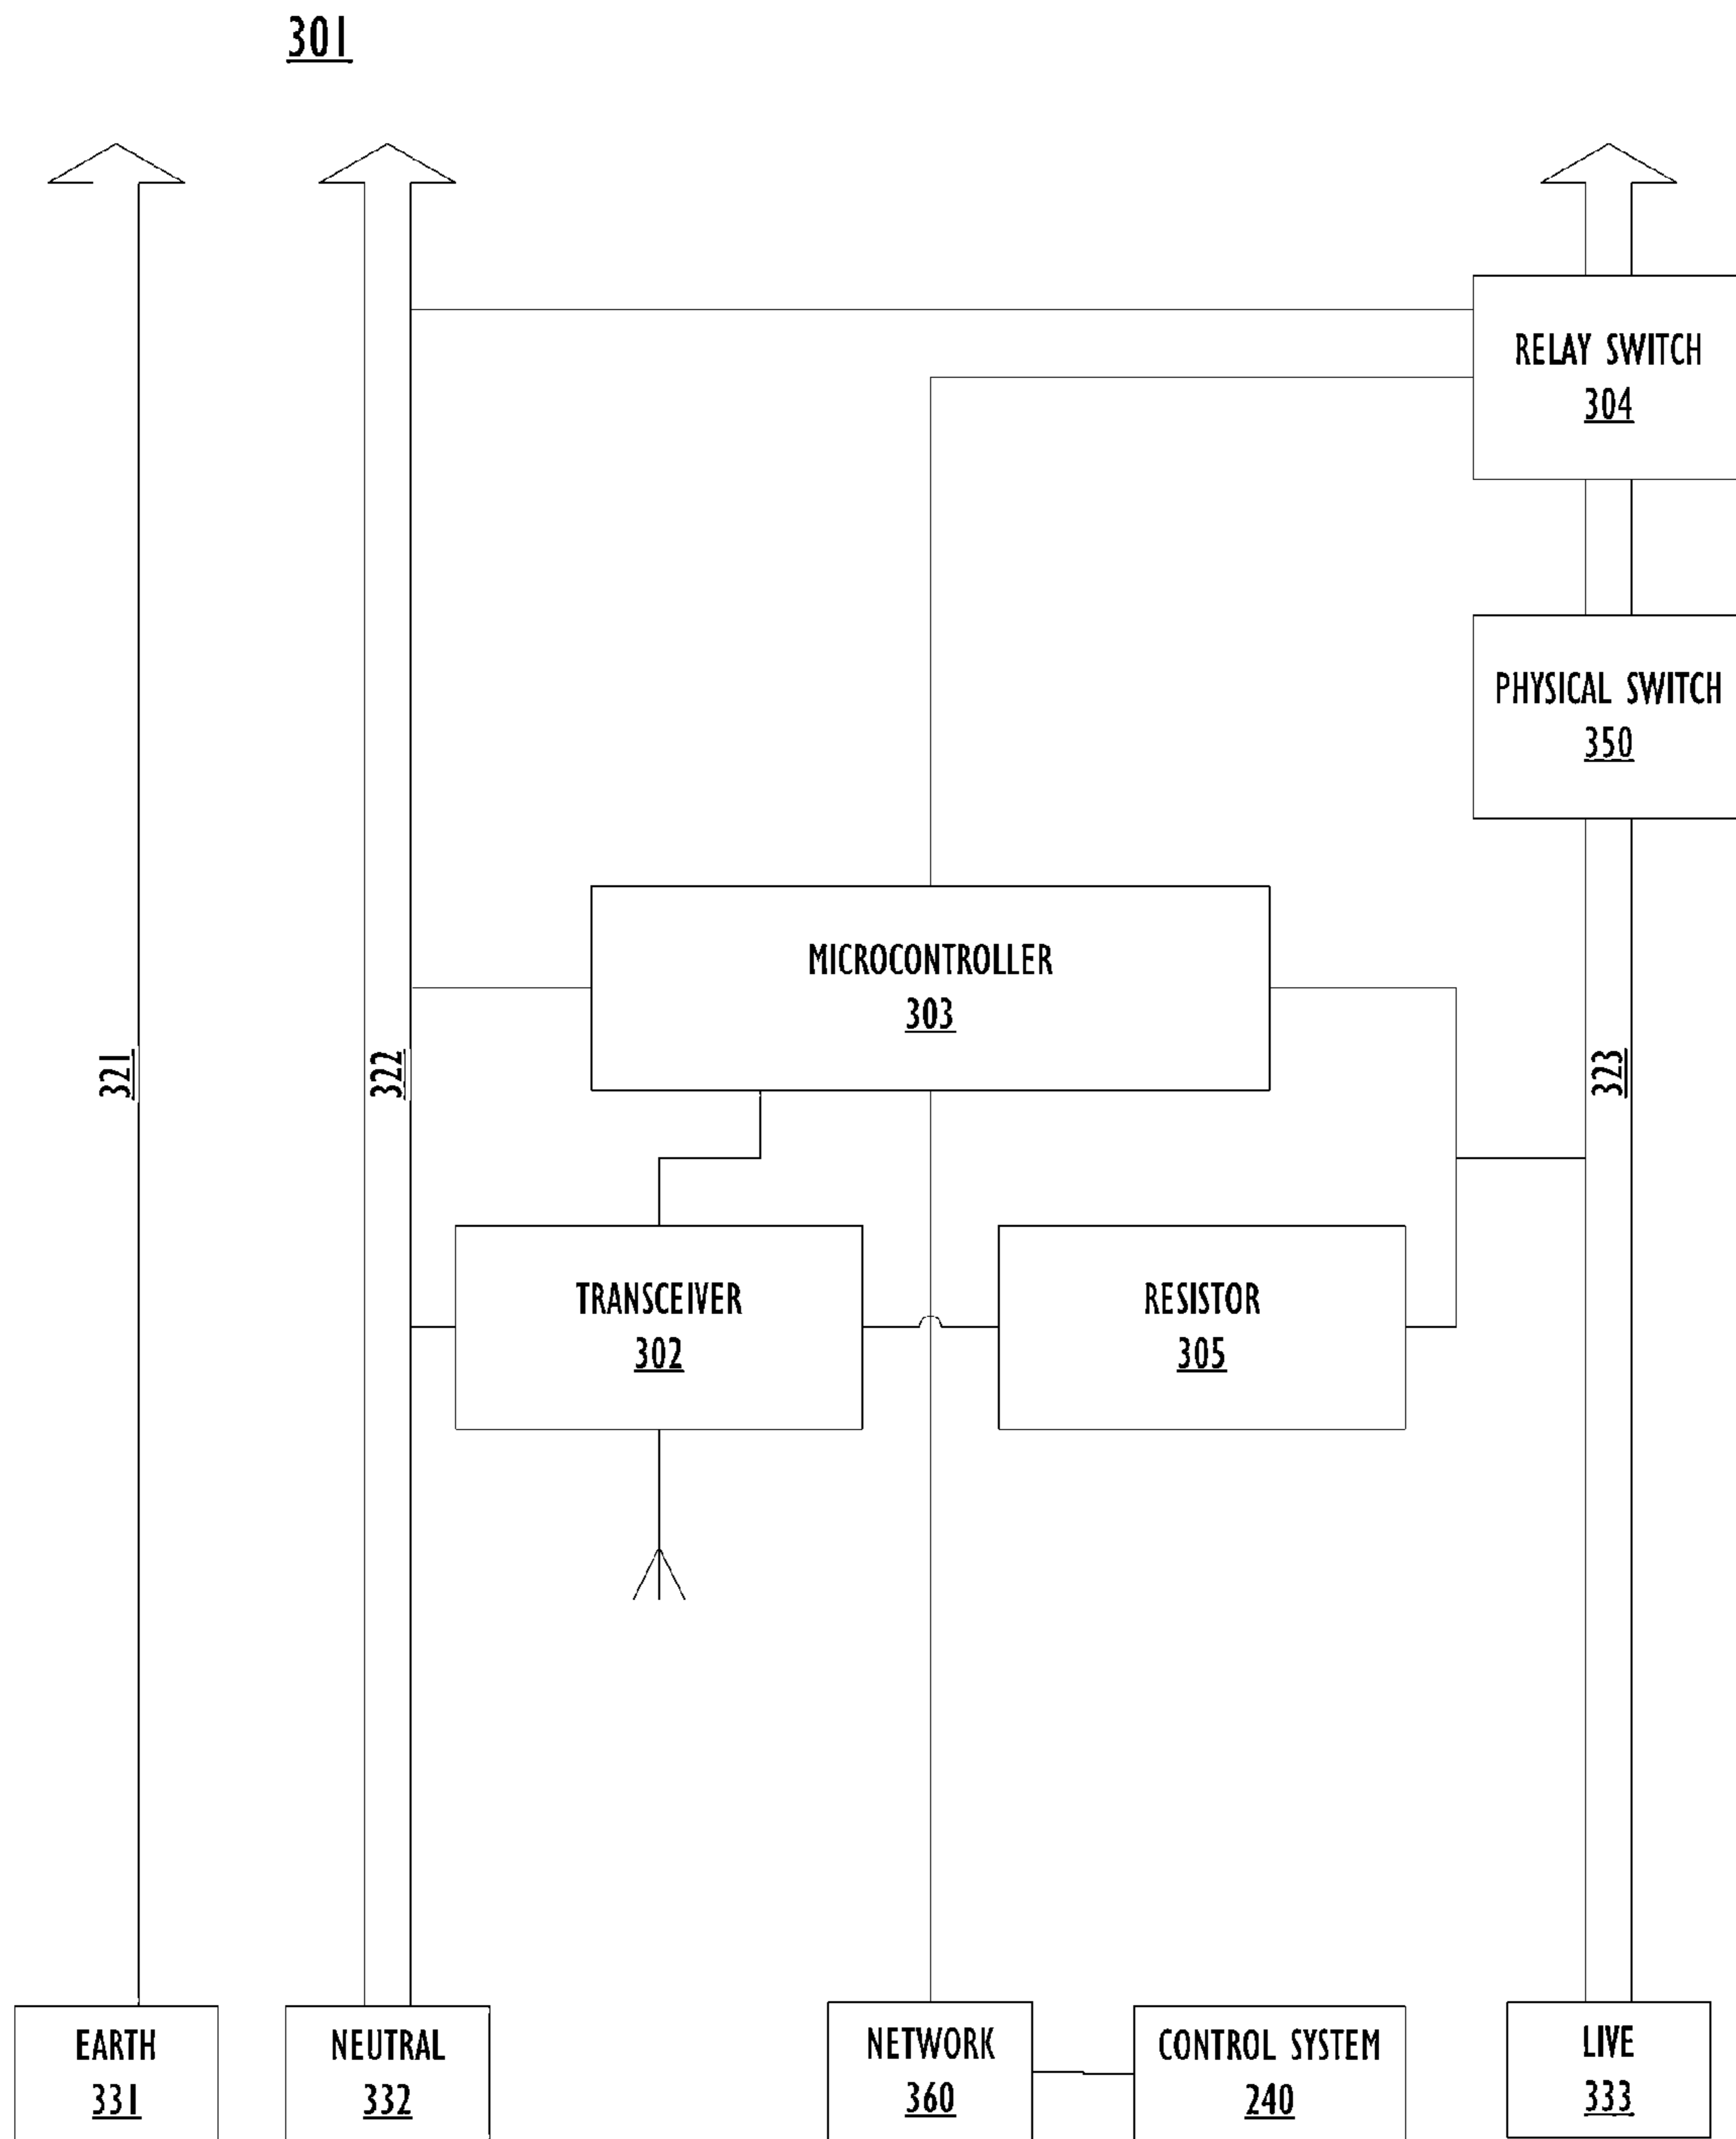 301
RELAY SWITCH
304
PHYSICAL SWITCH
350
MICROCONTROLLER
303
321
322
323
TRANSCEIVER
302
RESISTOR
305
EARTH
331
NEUTRAL
332
NETWORK
360
CONTROL SYSTEM
240
LIVE
333